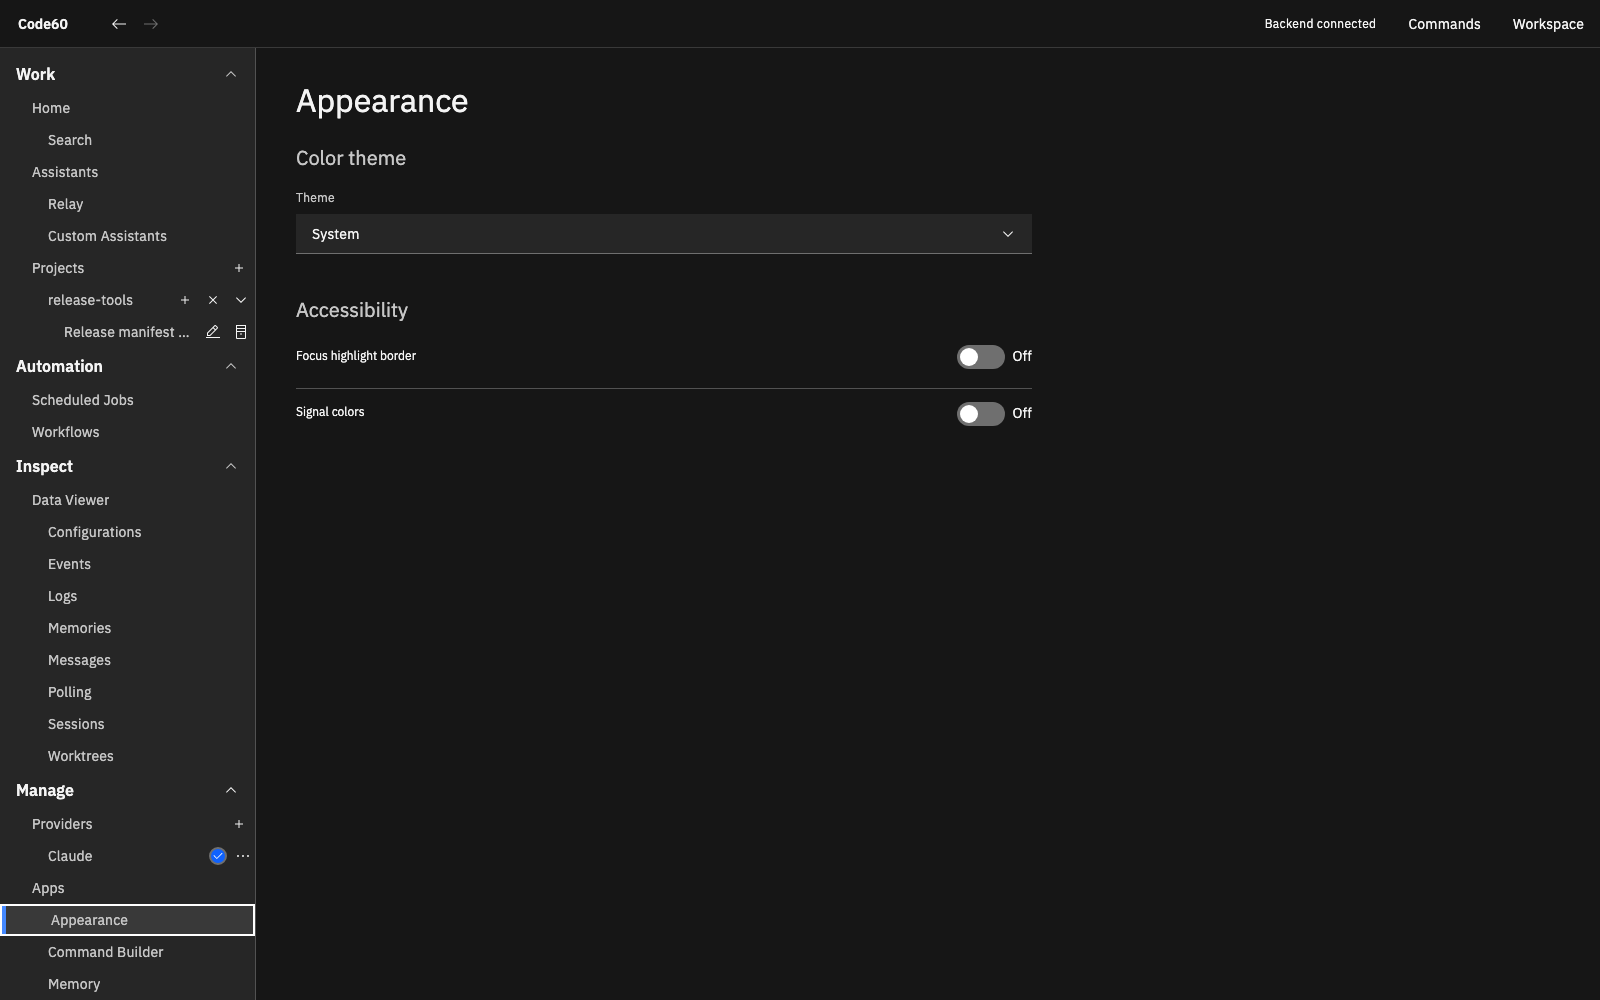 Code60
Backend connected
Commands
Workspace
Work
Home
Search
Assistants
Relay
Custom Assistants
Projects
release-tools
Release manifest ...
Automation
Scheduled Jobs
Workflows
Inspect
Data Viewer
Configurations
Events
Logs
Memories
Messages
Polling
Sessions
Worktrees
Manage
Providers
Claude
Apps
Appearance
Command Builder
Memory
Appearance
Color theme
Theme
System
Accessibility
Focus highlight border
Off
Signal colors
Off